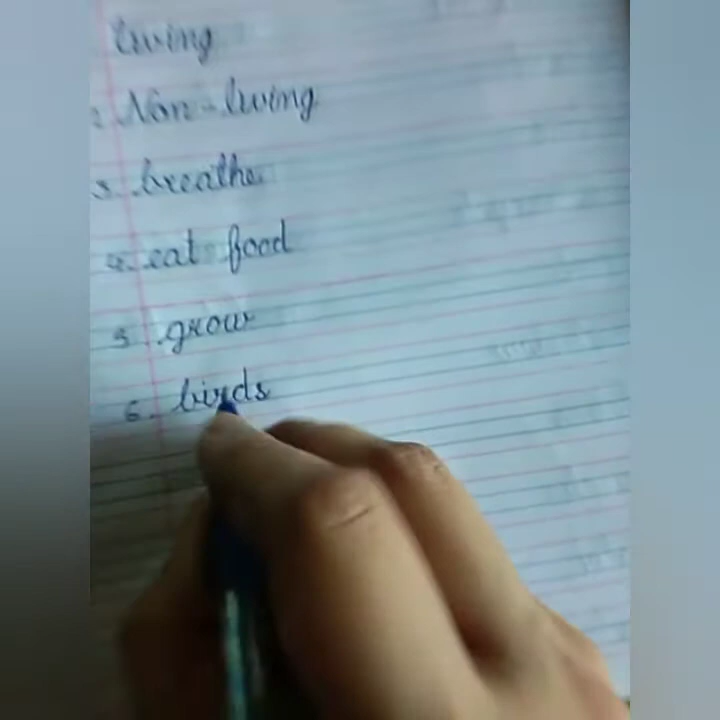 living
2. Non-living
3. breathe
4. eat food
5. grow
6. birds